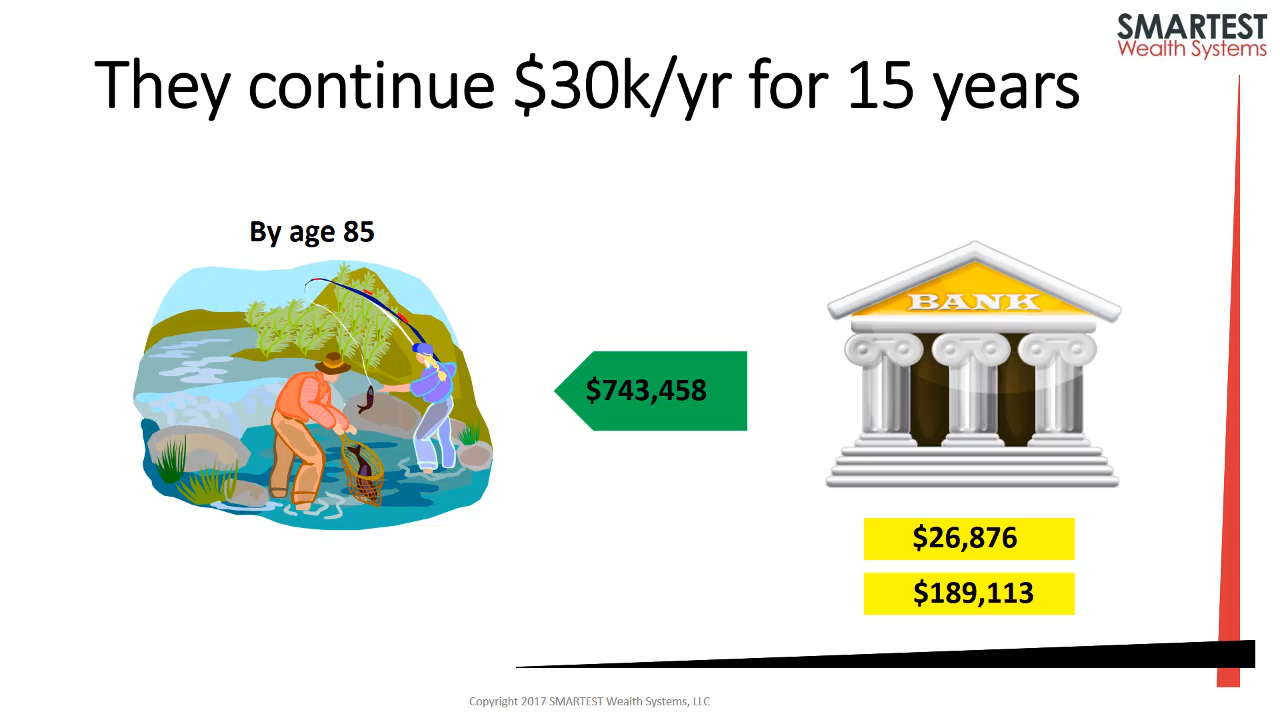 SMARTEST
Wealth Systems
They continue $30k/yr for 15 years
By age 85
BANK
$743,458
$26,876
$189,113
Copyright 2017 SMARTEST Wealth Systems, LLC